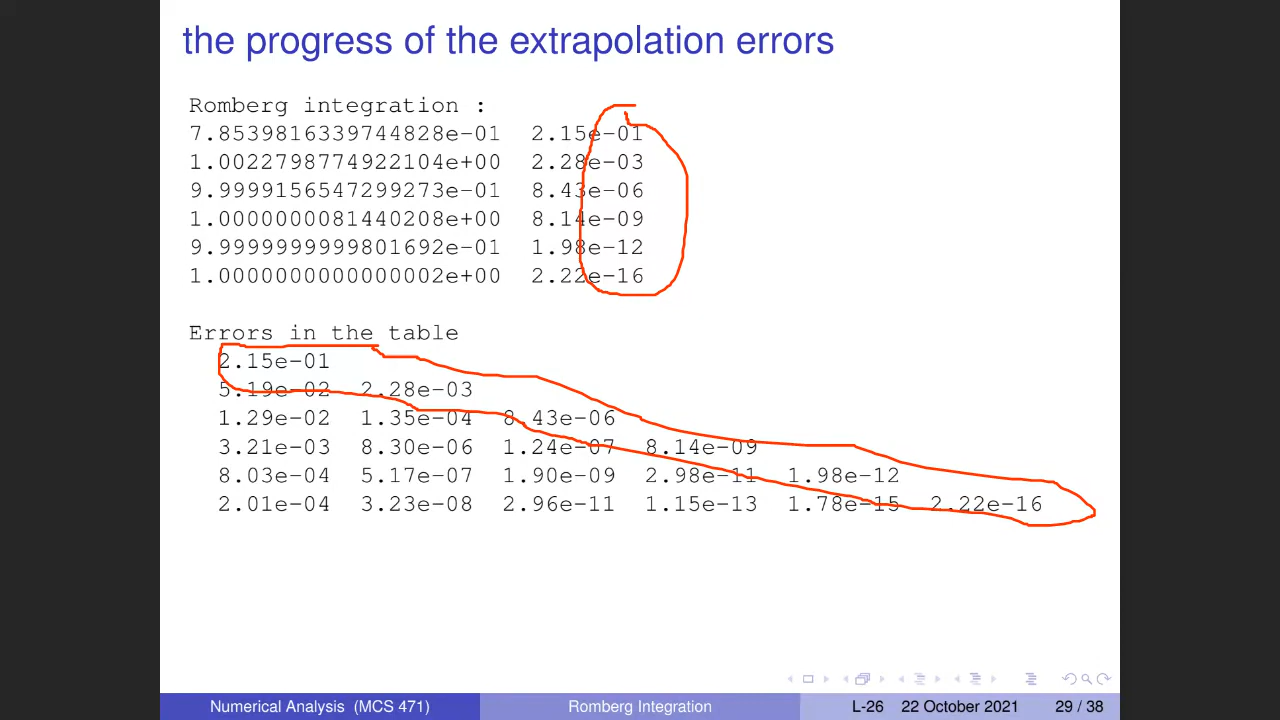 the progress of the extrapolation errors
Romberg integration :
7.8539816339744828e-01 2.15e-01
1.0022798774922104e+00 2.28e-03
9.9999156547299273e-01 8.43e-06
1.0000000081440208e+00 8.14e-09
9.9999999999801692e-01 1.98e-12
1.0000000000000002e+00 2.22e-16
Errors in the table
2.15e-01
5.19e-02 2.28e-03
1.29e-02 1.35e-04 8.43e-06
3.21e-03 8.30e-06 1.24e-07 8.14e-09
8.03e-04 5.17e-07 1.90e-09 2.98e-11 1.98e-12
2.01e-04 3.23e-08 2.96e-11 1.15e-13 1.78e-15 2.22e-16
Numerical Analysis (MCS 471) Romberg Integration L-26 22 October 2021 29 / 38